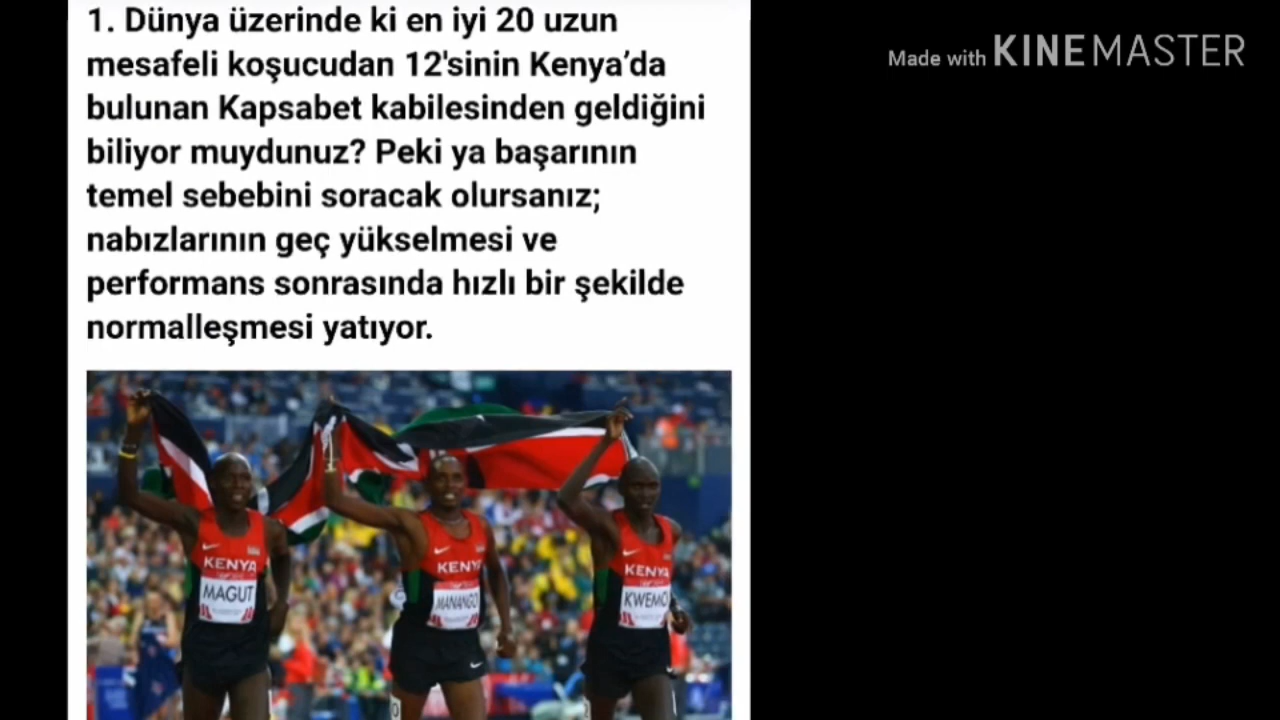 1. Dünya üzerinde ki en iyi 20 uzun
mesafeli koşucudan 12'sinin Kenya’da
bulunan Kapsabet kabilesinden geldiğini
biliyor muydunuz? Peki ya başarının
temel sebebini soracak olursanız;
nabızlarının geç yükselmesi ve
performans sonrasında hızlı bir şekilde
normalleşmesi yatıyor.
Made with KINEMASTER
KENYA
MAGUT
KENYA
MANANGOI
KENYA
KWEMOI